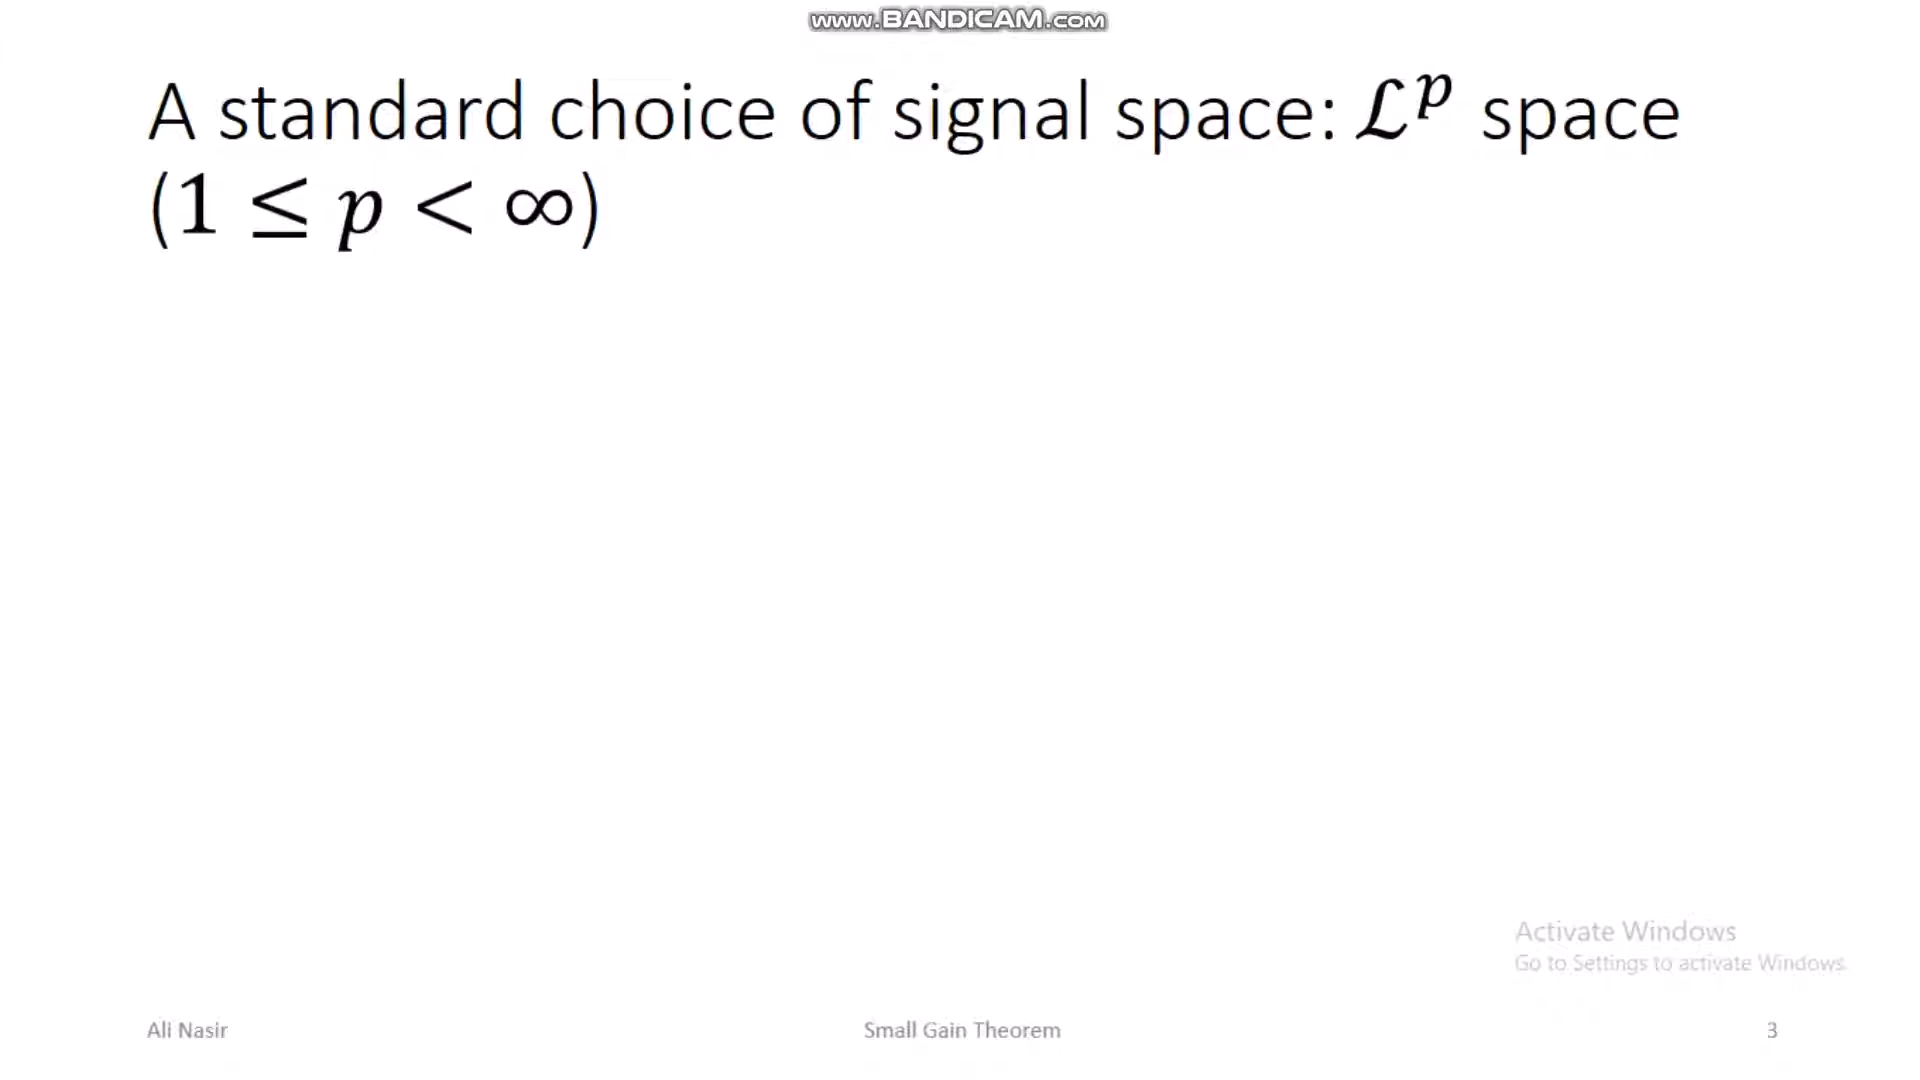 www.BANDICAM.com
A standard choice of signal space: ℒᵖ space
(1 ≤ 𝑝 < ∞)
Activate Windows
Go to Settings to activate Windows.
Ali Nasir
Small Gain Theorem
3